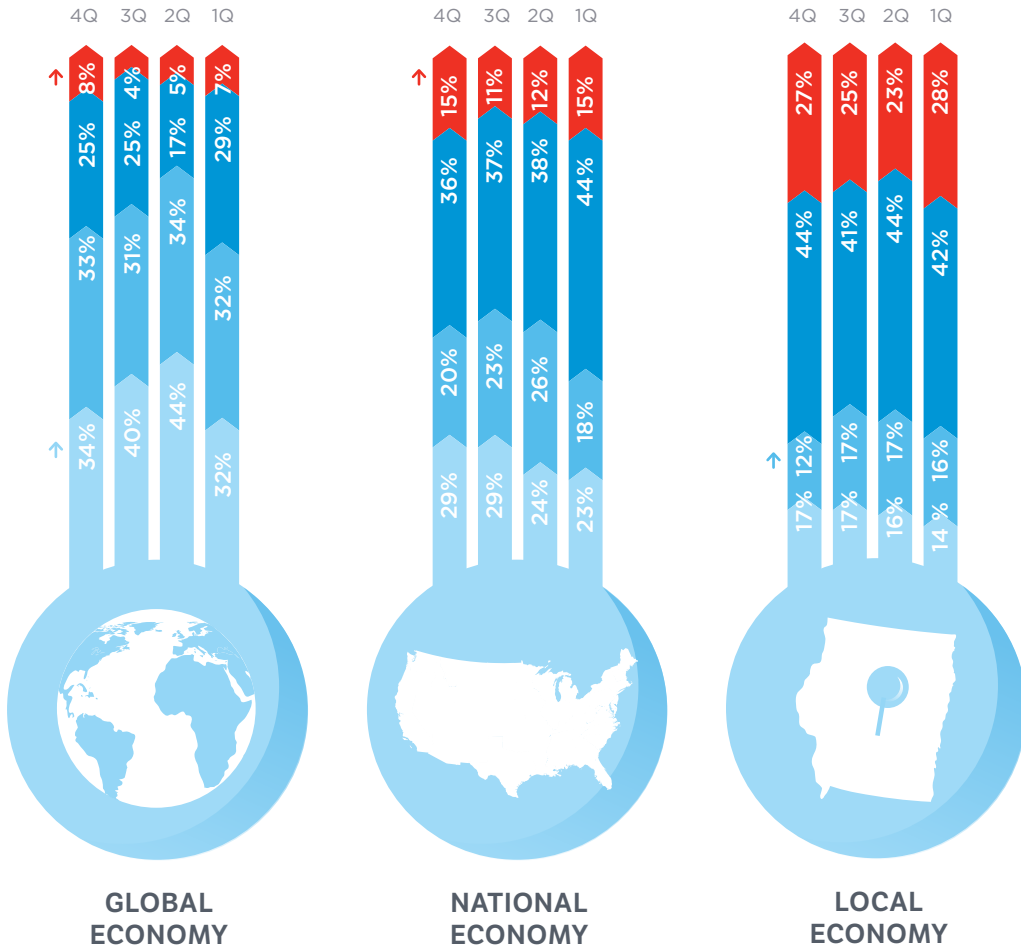 4Q 3Q 2Q 1Q
8% 4% 5% 7%
25% 25% 17% 29%
33% 31% 34% 32%
34% 40% 44% 32%
GLOBAL
ECONOMY
4Q 3Q 2Q 1Q
15% 11% 12% 15%
36% 37% 38% 44%
20% 23% 26% 18%
29% 29% 24% 23%
NATIONAL
ECONOMY
4Q 3Q 2Q 1Q
27% 25% 23% 28%
44% 41% 44% 42%
12% 17% 17% 16%
17% 17% 16% 14 %
LOCAL
ECONOMY